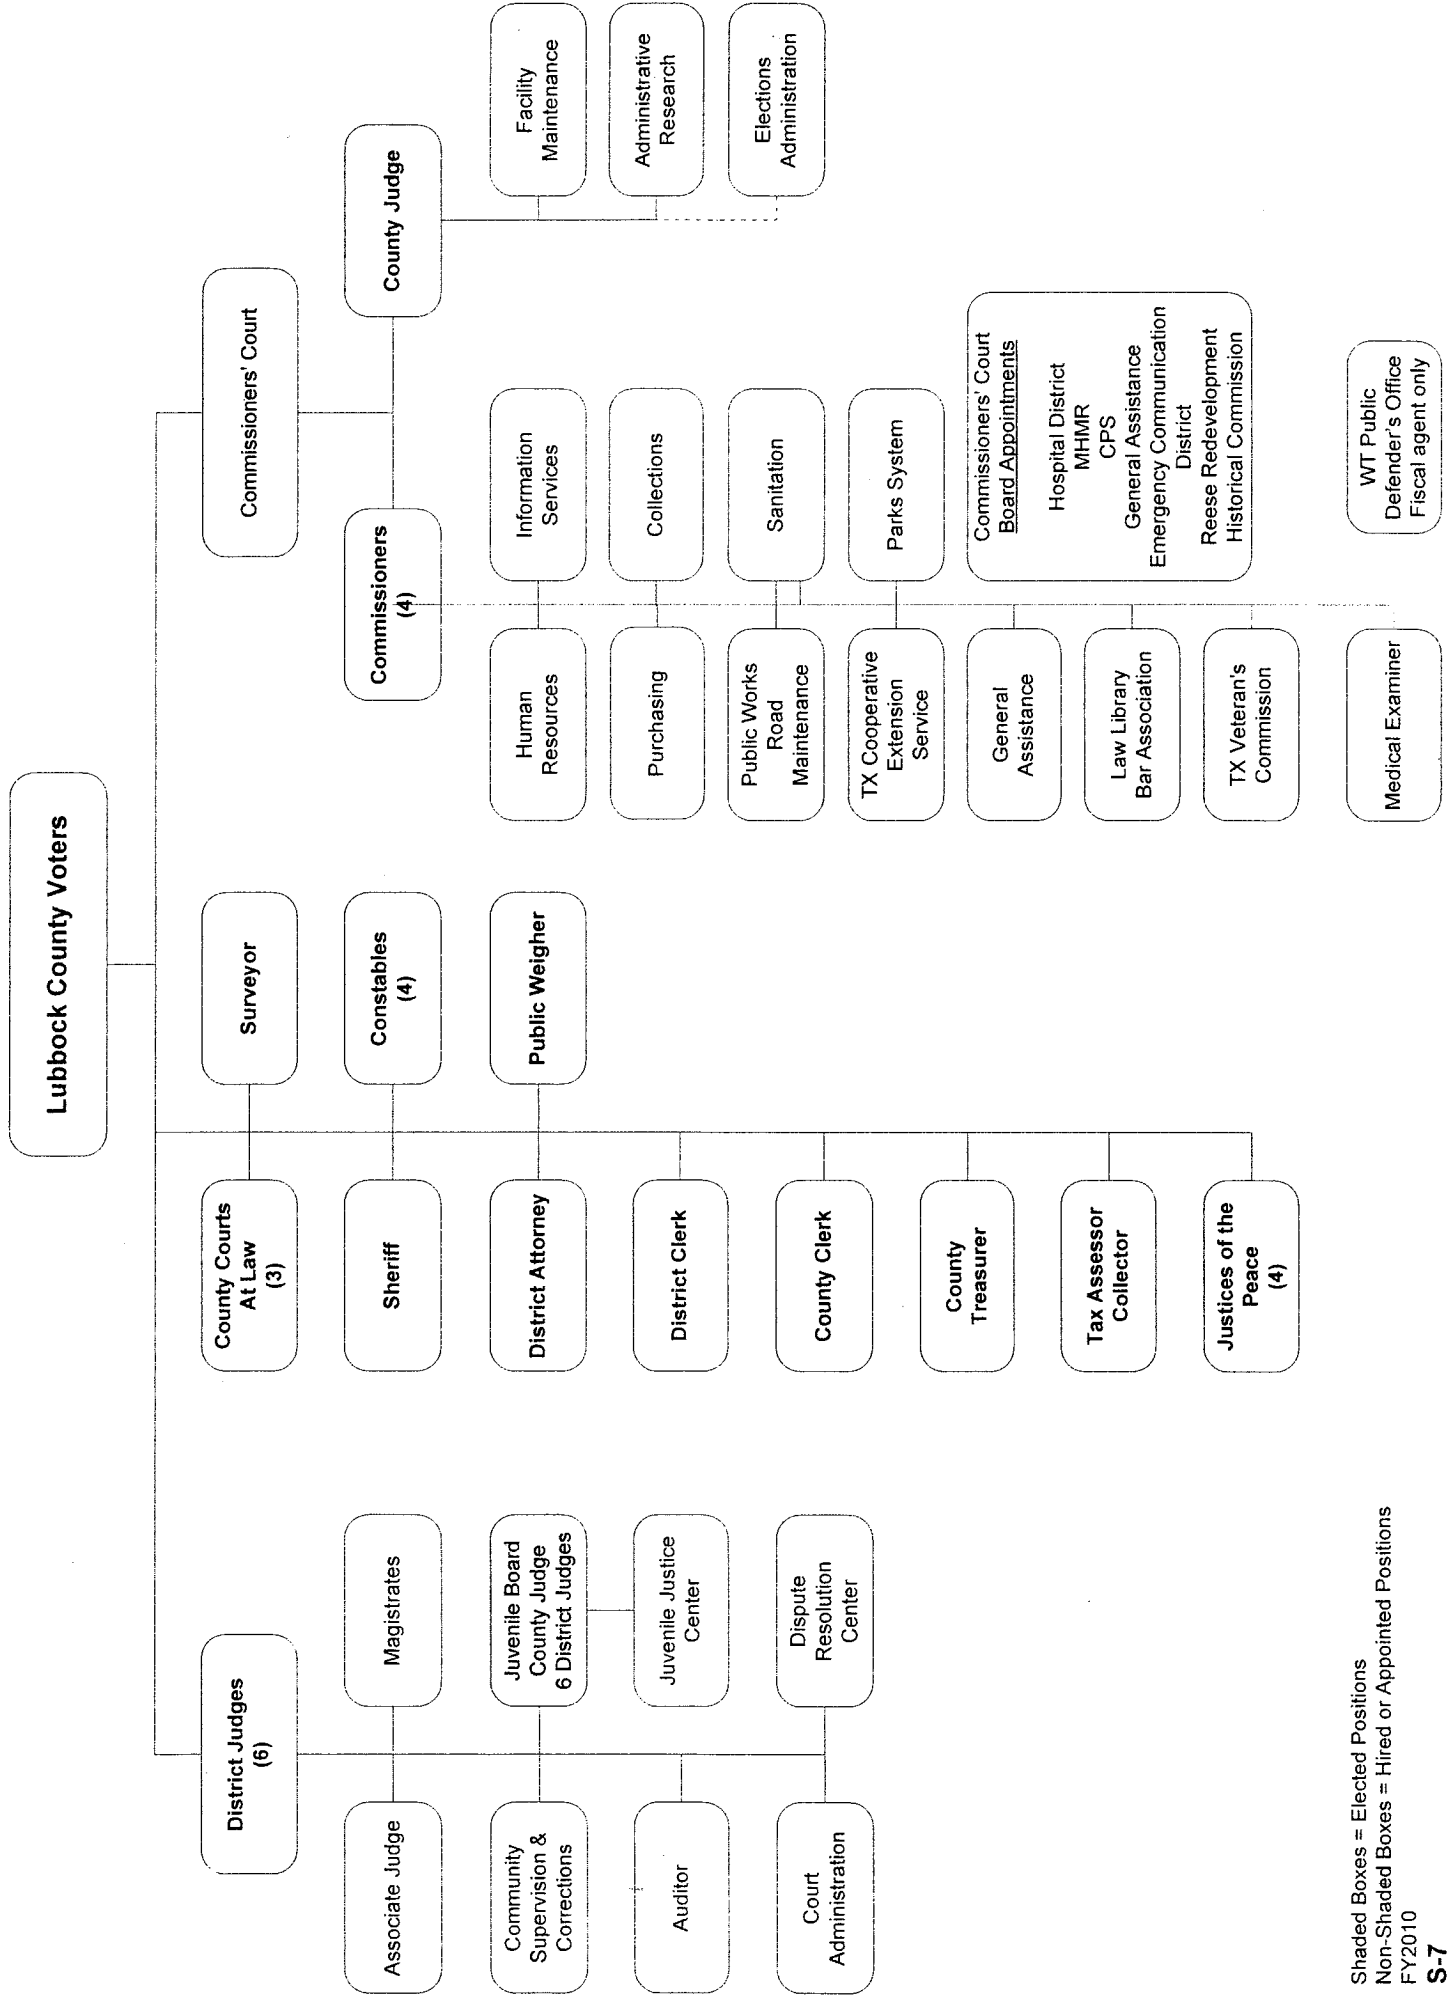 Lubbock County Voters
District Judges
(6)
Associate Judge
Magistrates
Community
Supervision &
Corrections
Juvenile Board
County Judge
6 District Judges
Auditor
Juvenile Justice
Center
Court
Administration
Dispute
Resolution
Center
County Courts
At Law
(3)
Surveyor
Sheriff
Constables
(4)
District Attorney
Public Weigher
District Clerk
County Clerk
County
Treasurer
Tax Assessor
Collector
Justices of the
Peace
(4)
Commissioners' Court
Commissioners
(4)
County Judge
Human
Resources
Information
Services
Purchasing
Collections
Public Works
Road
Maintenance
Sanitation
TX Cooperative
Extension
Service
Parks System
General
Assistance
Law Library
Bar Association
TX Veteran's
Commission
Medical Examiner
Commissioners' Court
Board Appointments
Hospital District
MHMR
CPS
General Assistance
Emergency Communication
District
Reese Redevelopment
Historical Commission
WT Public
Defender's Office
Fiscal agent only
Facility
Maintenance
Administrative
Research
Elections
Administration
Shaded Boxes = Elected Positions
Non-Shaded Boxes = Hired or Appointed Positions
FY2010
S-7